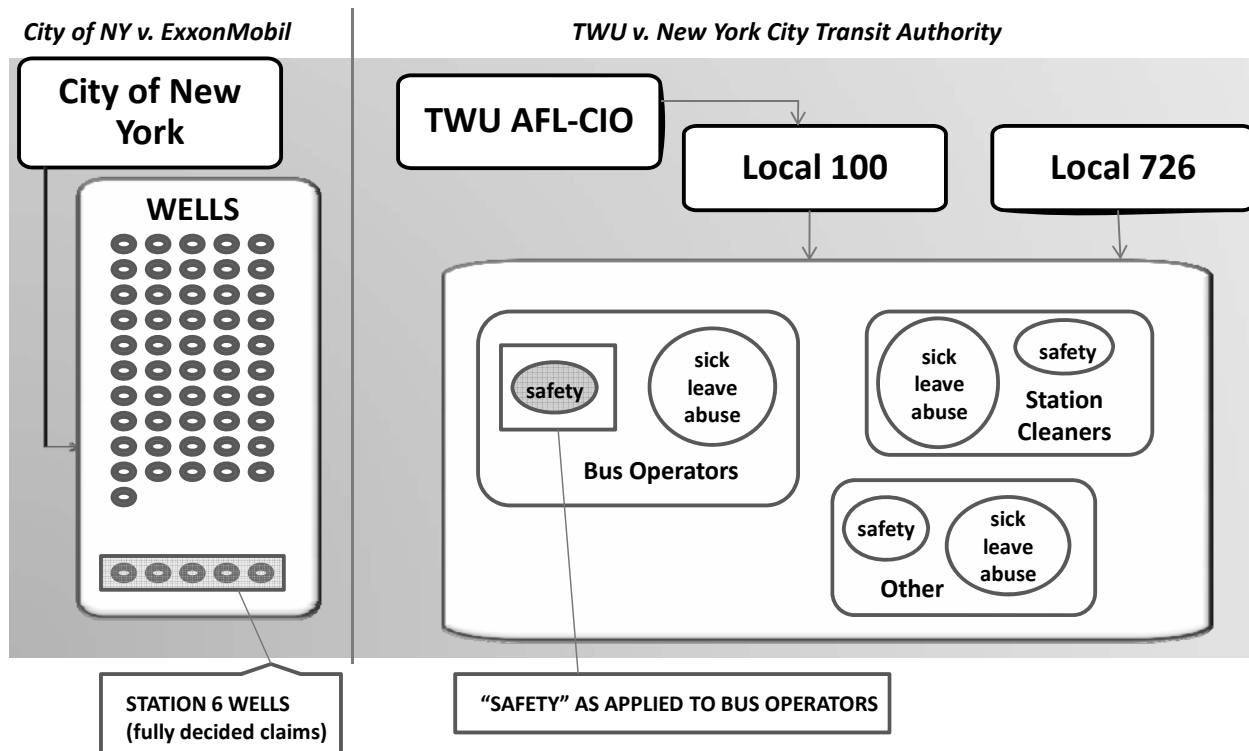 City of NY v. ExxonMobil
TWU v. New York City Transit Authority
City of New
York
TWU AFL-CIO
Local 100
Local 726
WELLS
safety
sick
leave
abuse
Bus Operators
sick
leave
abuse
safety
Station
Cleaners
safety
sick
leave
abuse
Other
STATION 6 WELLS
(fully decided claims)
“SAFETY” AS APPLIED TO BUS OPERATORS